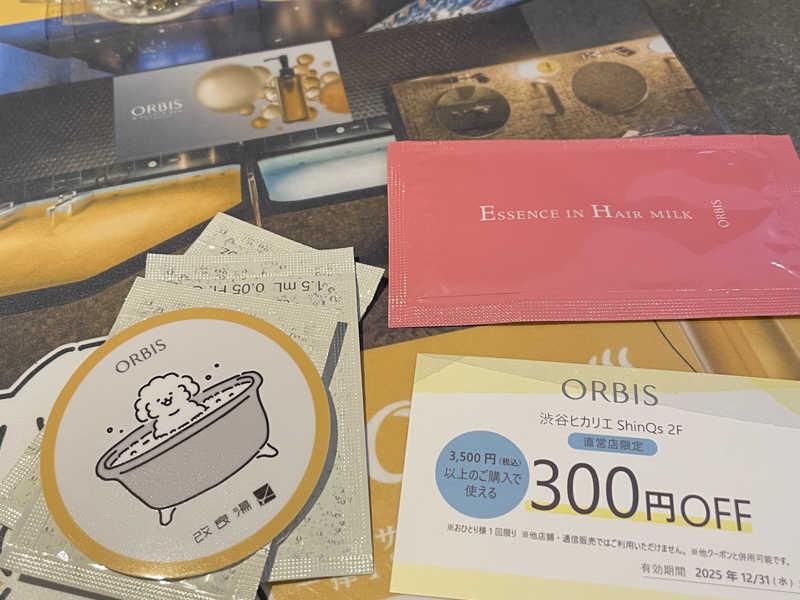 ORBIS
ESSENCE IN HAIR MILK
ORBIS
1.5 mL 0.05 Fl.
ORBIS
改良湯
ORBIS
渋谷ヒカリエ ShinQs 2F
直営店限定
3,500円(税込)
以上のご購入で
使える
300円OFF
※おひとり様1回限り ※他店舗・通信販売ではご利用いただけません。※他クーポンと併用可能です。
有効期間 2025年12/31(水)